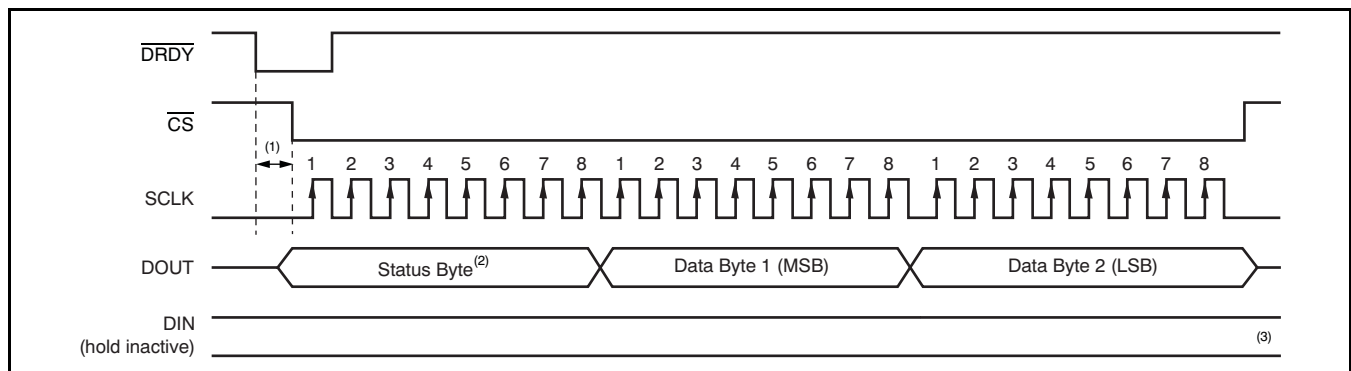 DRDY
CS
(1)
1 2 3 4 5 6 7 8 1 2 3 4 5 6 7 8 1 2 3 4 5 6 7 8
SCLK
DOUT Status Byte(2) Data Byte 1 (MSB) Data Byte 2 (LSB)
DIN
(hold inactive) (3)